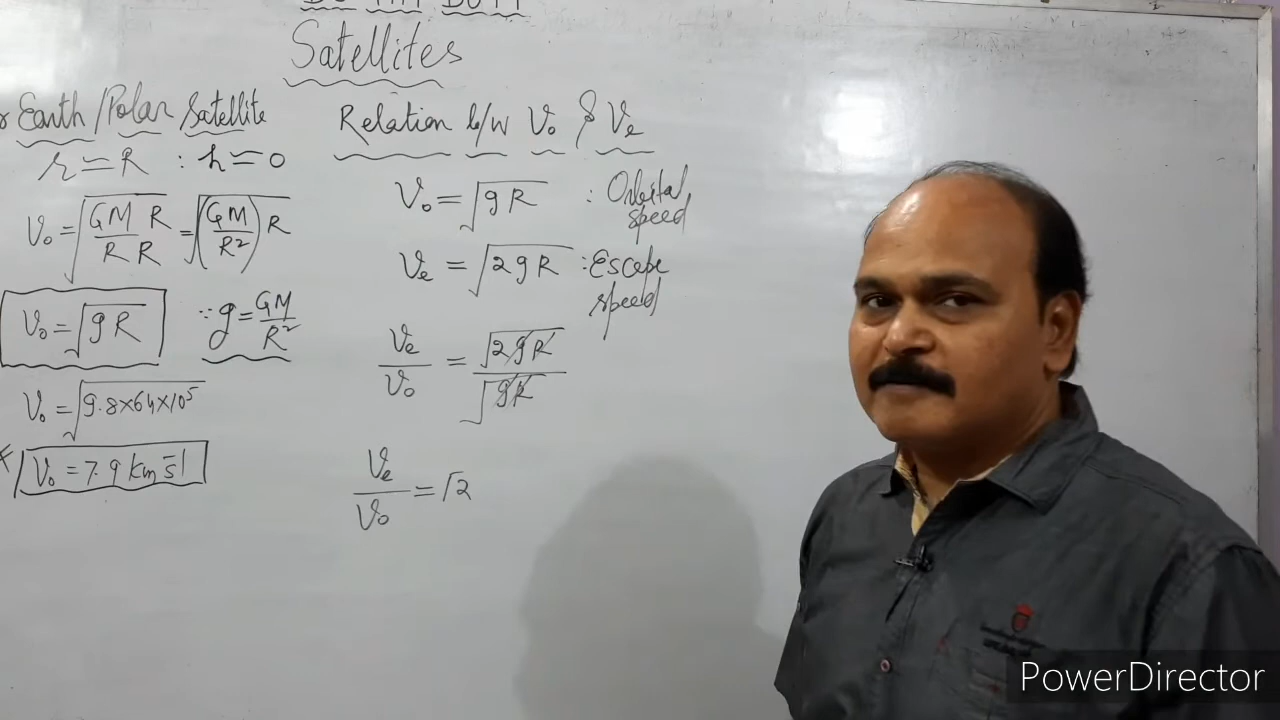 Satellites
Earth/Polar Satellite
r = R : h = 0
V₀ = √(GM R / R R) = √((GM/R²) R)
V₀ = √gR ∵ g = GM/R²
V₀ = √9.8×64×10⁵
V₀ = 7.9 km s⁻¹
Relation b/w V₀ & Vₑ
V₀ = √gR : Orbital speed
Vₑ = √2gR : Escape speed
Vₑ/V₀ = √2gR / √gR
Vₑ/V₀ = √2
PowerDirector